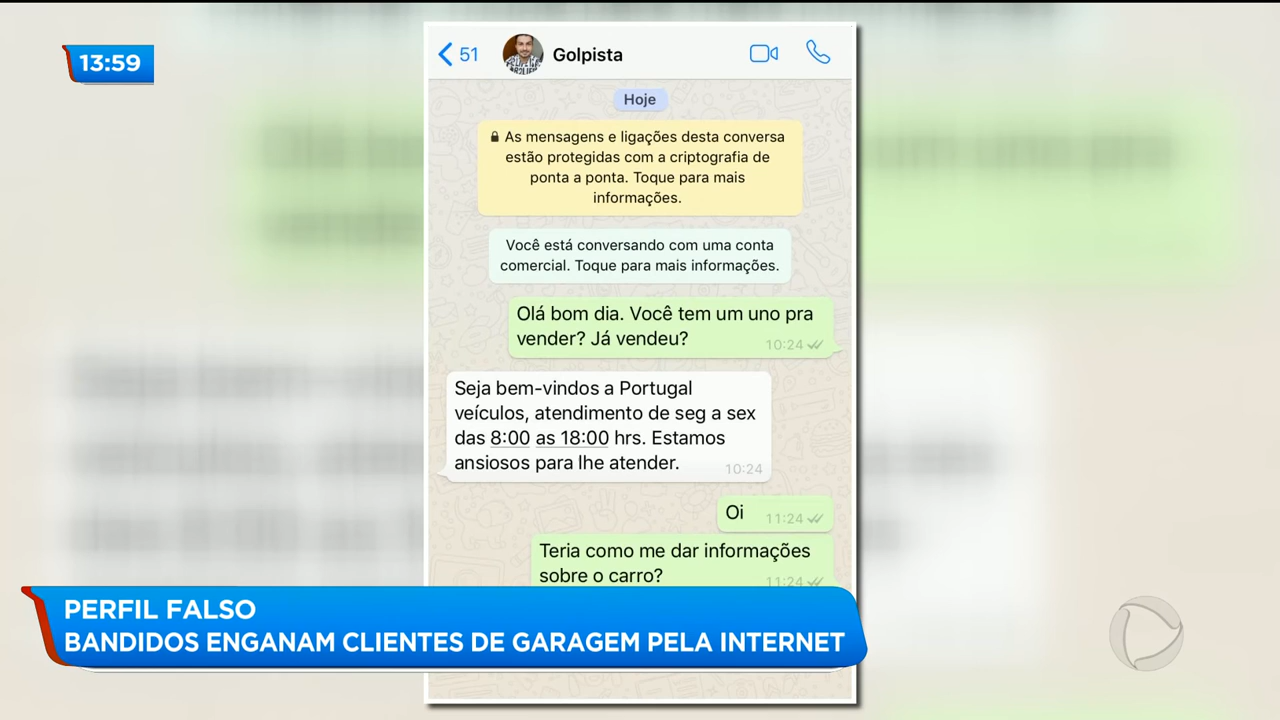 13:59
51
Golpista
Hoje
As mensagens e ligações desta conversa
estão protegidas com a criptografia de
ponta a ponta. Toque para mais
informações.
Você está conversando com uma conta
comercial. Toque para mais informações.
Olá bom dia. Você tem um uno pra
vender? Já vendeu?
10:24
Seja bem-vindos a Portugal
veículos, atendimento de seg a sex
das 8:00 as 18:00 hrs. Estamos
ansiosos para lhe atender.
10:24
Oi
11:24
Teria como me dar informações
sobre o carro?
11:24
PERFIL FALSO
BANDIDOS ENGANAM CLIENTES DE GARAGEM PELA INTERNET